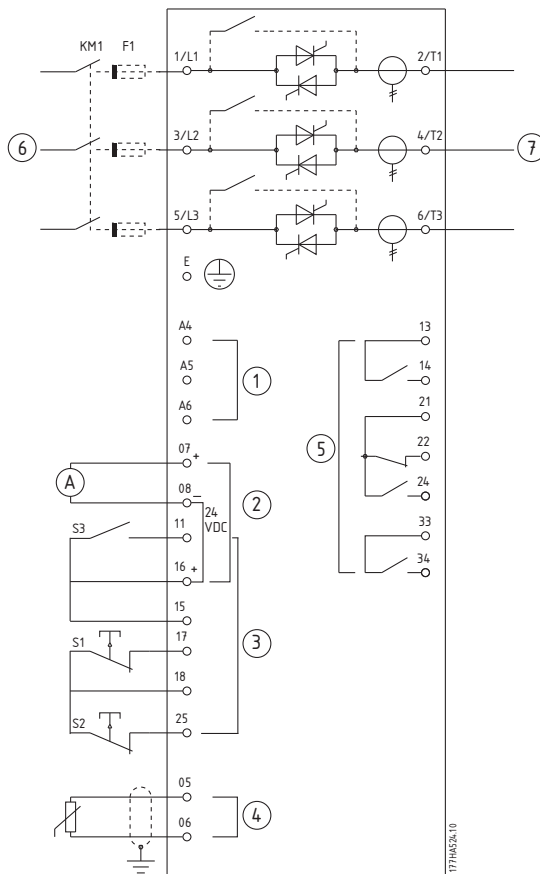 KM1 F1 1/L1 2/T1
6 3/L2 4/T2 7
5/L3 6/T3
E
A4 13
A5 1 14
A6 21
07 + 5 22
A 08 – 2 24
24
VDC
S3 11 33
16 + 34
15
S1 17 3
18
S2 25
05
4
06
177HA524.10